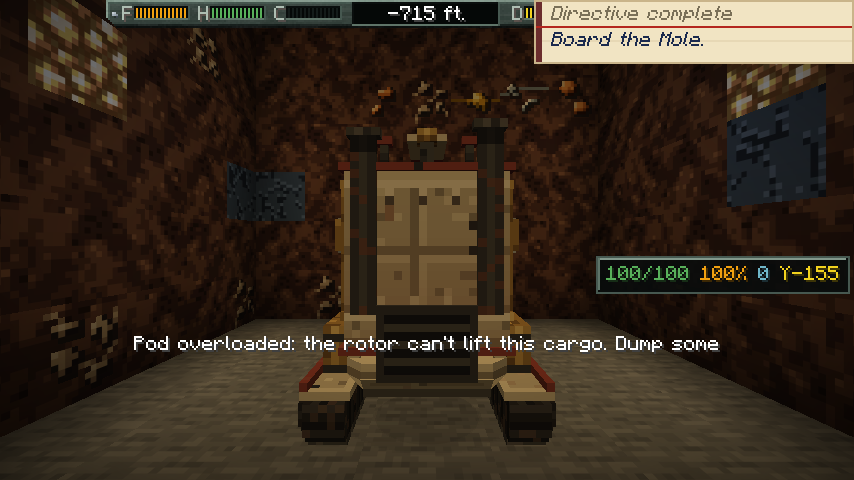 F H C -715 ft. D
Directive complete
Board the Mole.
100/100 100% 0 Y-155
Pod overloaded: the rotor can't lift this cargo. Dump some